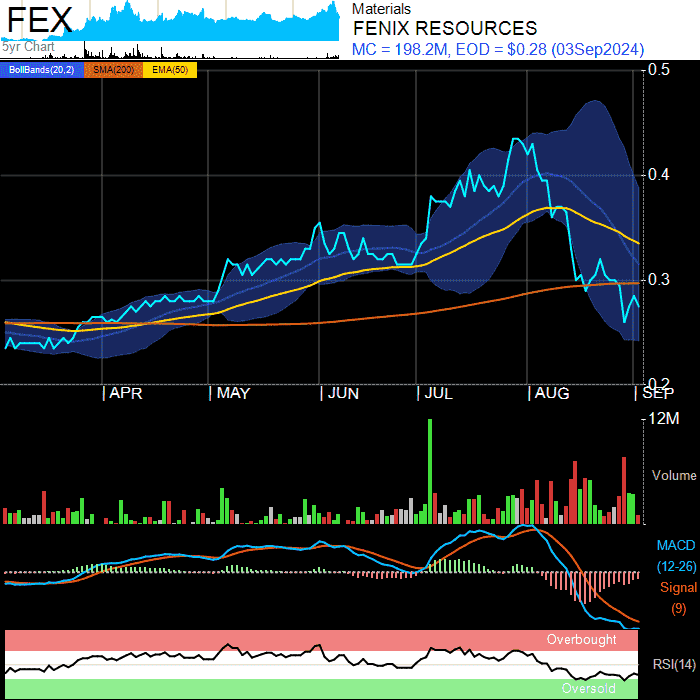 FEX
5yr Chart
Materials
FENIX RESOURCES
MC = 198.2M, EOD = $0.28 (03Sep2024)
BollBands(20,2) SMA(200) EMA(50)
0.5
0.4
0.3
0.2
APR MAY JUN JUL AUG SEP
12M
Volume
MACD
(12-26)
Signal
(9)
Overbought
RSI(14)
Oversold